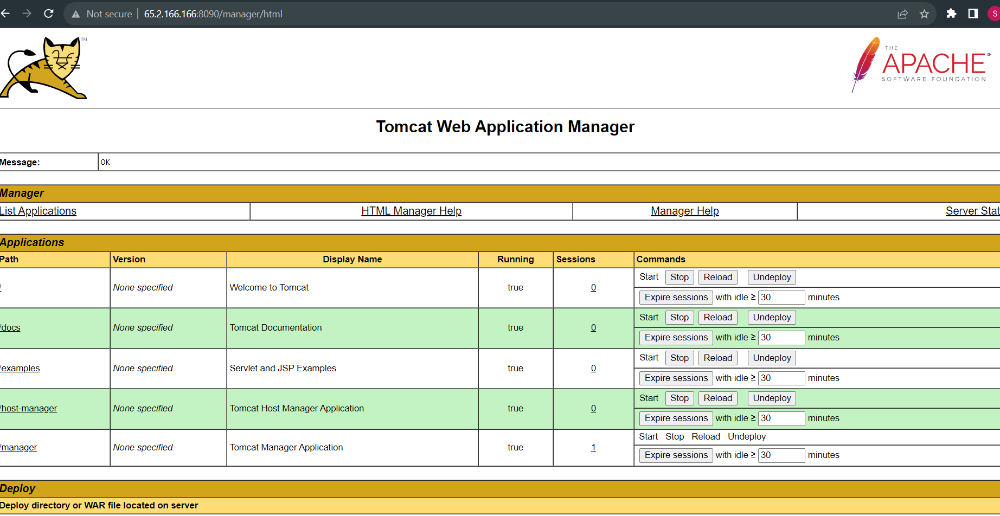 Not secure 65.2.166.166:8090/manager/html
S
TM
THE
APACHE®
SOFTWARE FOUNDATION
Tomcat Web Application Manager
Message: OK
Manager
List Applications HTML Manager Help Manager Help Server Stat
Applications
Path Version Display Name Running Sessions Commands
/ None specified Welcome to Tomcat true 0 Start Stop Reload Undeploy
Expire sessions with idle ≥ 30 minutes
/docs None specified Tomcat Documentation true 0 Start Stop Reload Undeploy
Expire sessions with idle ≥ 30 minutes
/examples None specified Servlet and JSP Examples true 0 Start Stop Reload Undeploy
Expire sessions with idle ≥ 30 minutes
/host-manager None specified Tomcat Host Manager Application true 0 Start Stop Reload Undeploy
Expire sessions with idle ≥ 30 minutes
/manager None specified Tomcat Manager Application true 1 Start Stop Reload Undeploy
Expire sessions with idle ≥ 30 minutes
Deploy
Deploy directory or WAR file located on server